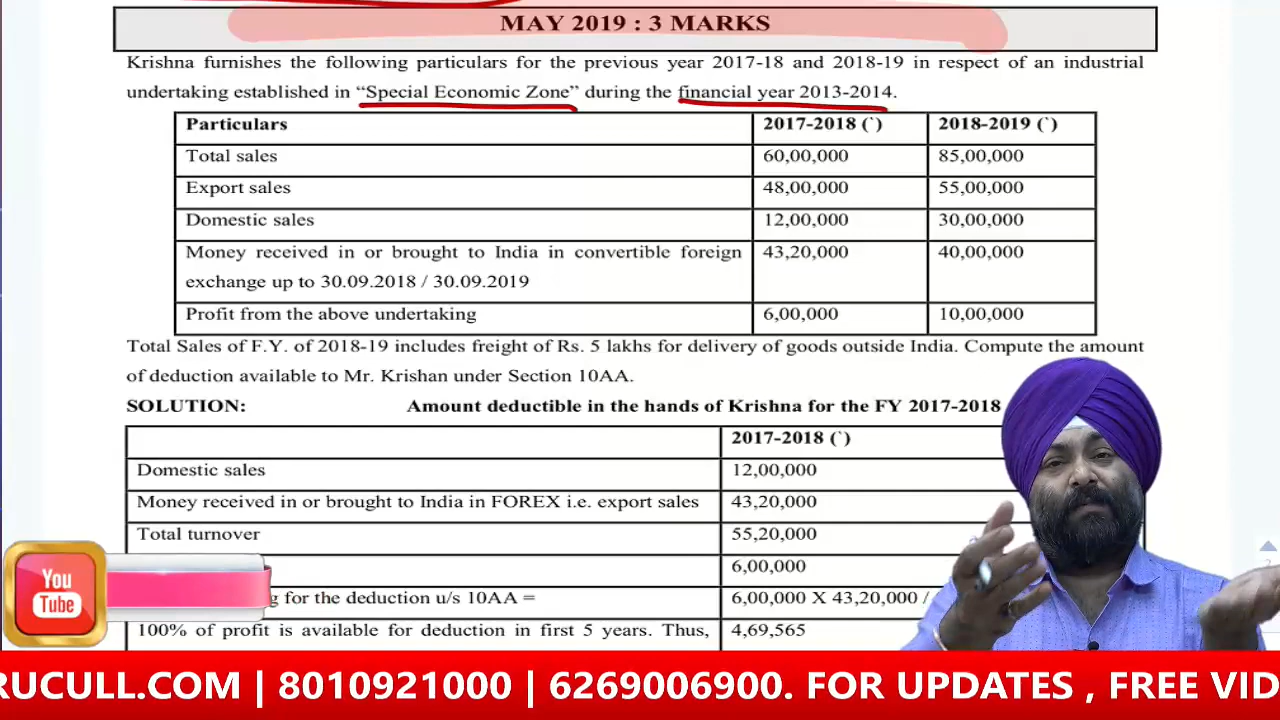 MAY 2019 : 3 MARKS
Krishna furnishes the following particulars for the previous year 2017-18 and 2018-19 in respect of an industrial
undertaking established in “Special Economic Zone” during the financial year 2013-2014.
Particulars 2017-2018 (`) 2018-2019 (`)
Total sales 60,00,000 85,00,000
Export sales 48,00,000 55,00,000
Domestic sales 12,00,000 30,00,000
Money received in or brought to India in convertible foreign 43,20,000 40,00,000
exchange up to 30.09.2018 / 30.09.2019
Profit from the above undertaking 6,00,000 10,00,000
Total Sales of F.Y. of 2018-19 includes freight of Rs. 5 lakhs for delivery of goods outside India. Compute the amount
of deduction available to Mr. Krishan under Section 10AA.
SOLUTION: Amount deductible in the hands of Krishna for the FY 2017-2018
2017-2018 (`)
Domestic sales 12,00,000
Money received in or brought to India in FOREX i.e. export sales 43,20,000
Total turnover 55,20,000
6,00,000
for the deduction u/s 10AA = 6,00,000 X 43,20,000 /
100% of profit is available for deduction in first 5 years. Thus, 4,69,565
You
Tube
RUCULL.COM | 8010921000 | 6269006900. FOR UPDATES , FREE VID